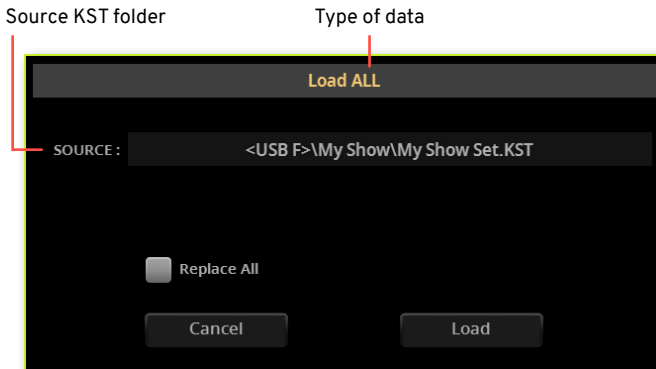 Source KST folder
Type of data
Load ALL
SOURCE : <USB F>\My Show\My Show Set.KST
Replace All
Cancel Load